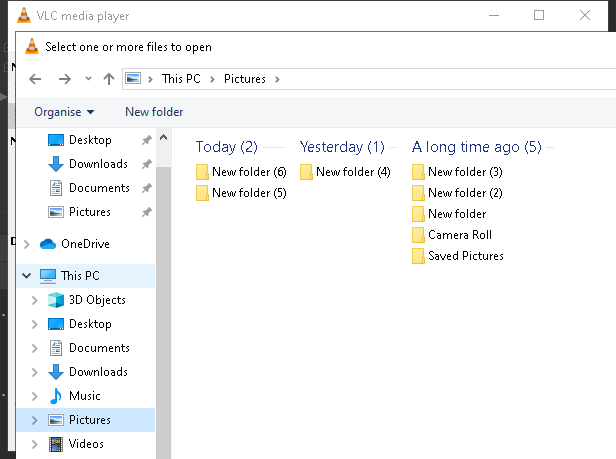 VLC media player
Select one or more files to open
This PC > Pictures >
Organise New folder
Desktop
Downloads
Documents
Pictures
OneDrive
This PC
3D Objects
Desktop
Documents
Downloads
Music
Pictures
Videos
Today (2)
New folder (6)
New folder (5)
Yesterday (1)
New folder (4)
A long time ago (5)
New folder (3)
New folder (2)
New folder
Camera Roll
Saved Pictures